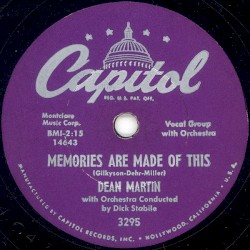 Capitol
REG. U.S. PAT. OFF.
Montclare
Music Corp.
BMI-2:15
14643
Vocal Group
with Orchestra
MEMORIES ARE MADE OF THIS
(Gilkyson-Dehr-Miller)
DEAN MARTIN
with Orchestra Conducted
by Dick Stabile
3295
MANUFACTURED BY CAPITOL RECORDS, INC. • HOLLYWOOD, CALIFORNIA • U.S.A.